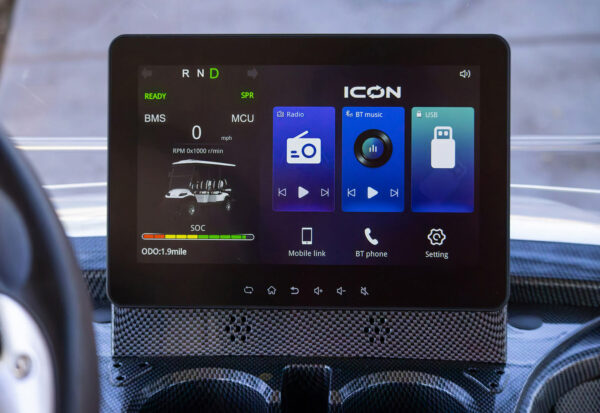 R N D
READY SPR
BMS MCU
0 mph
RPM 0x1000 r/min
SOC
ODO:1.9mile
ICON
Radio
BT music
USB
Mobile link
BT phone
Setting